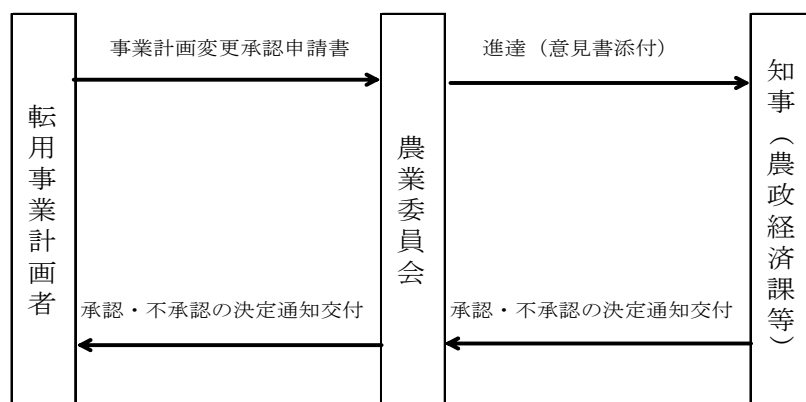 事業計画変更承認申請書
進達（意見書添付）
転用事業計画者
農業委員会
知事（農政経済課等）
承認・不承認の決定通知交付
承認・不承認の決定通知交付